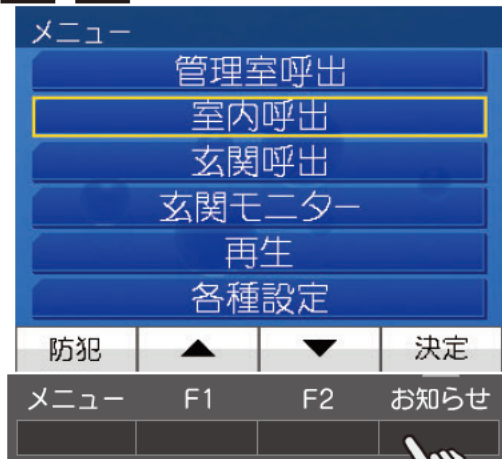 メニュー
管理室呼出
室内呼出
玄関呼出
玄関モニター
再生
各種設定
防犯 ▲ ▼ 決定
メニュー F1 F2 お知らせ